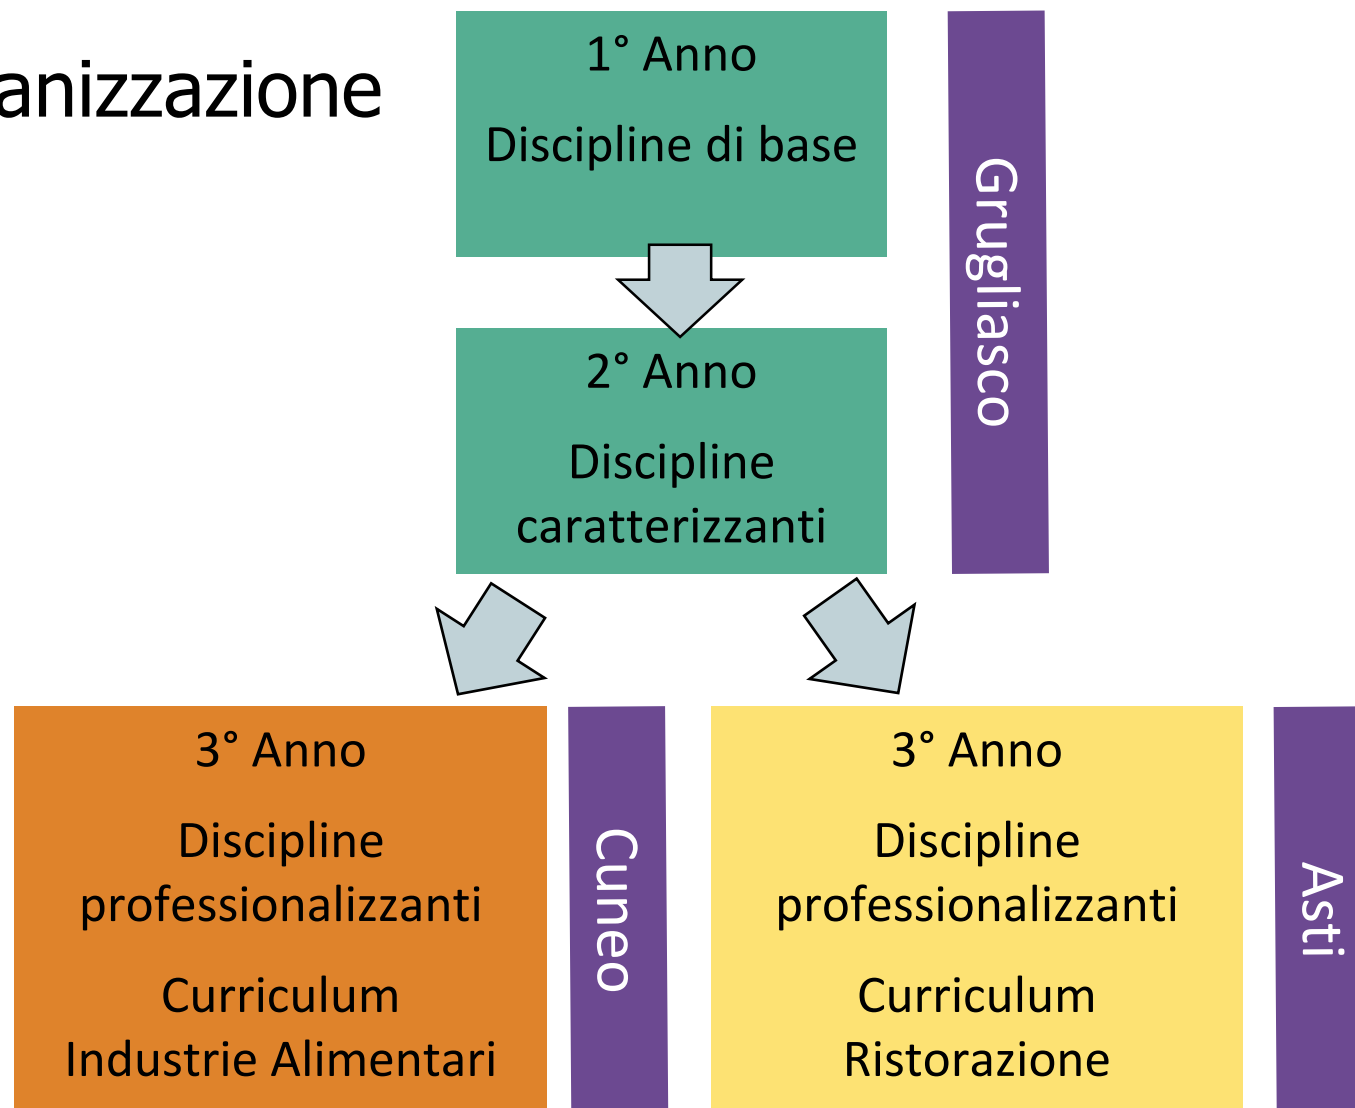 anizzazione
1° Anno
Discipline di base
Grugliasco
2° Anno
Discipline
caratterizzanti
3° Anno
Discipline
professionalizzanti
Curriculum
Industrie Alimentari
Cuneo
3° Anno
Discipline
professionalizzanti
Curriculum
Ristorazione
Asti